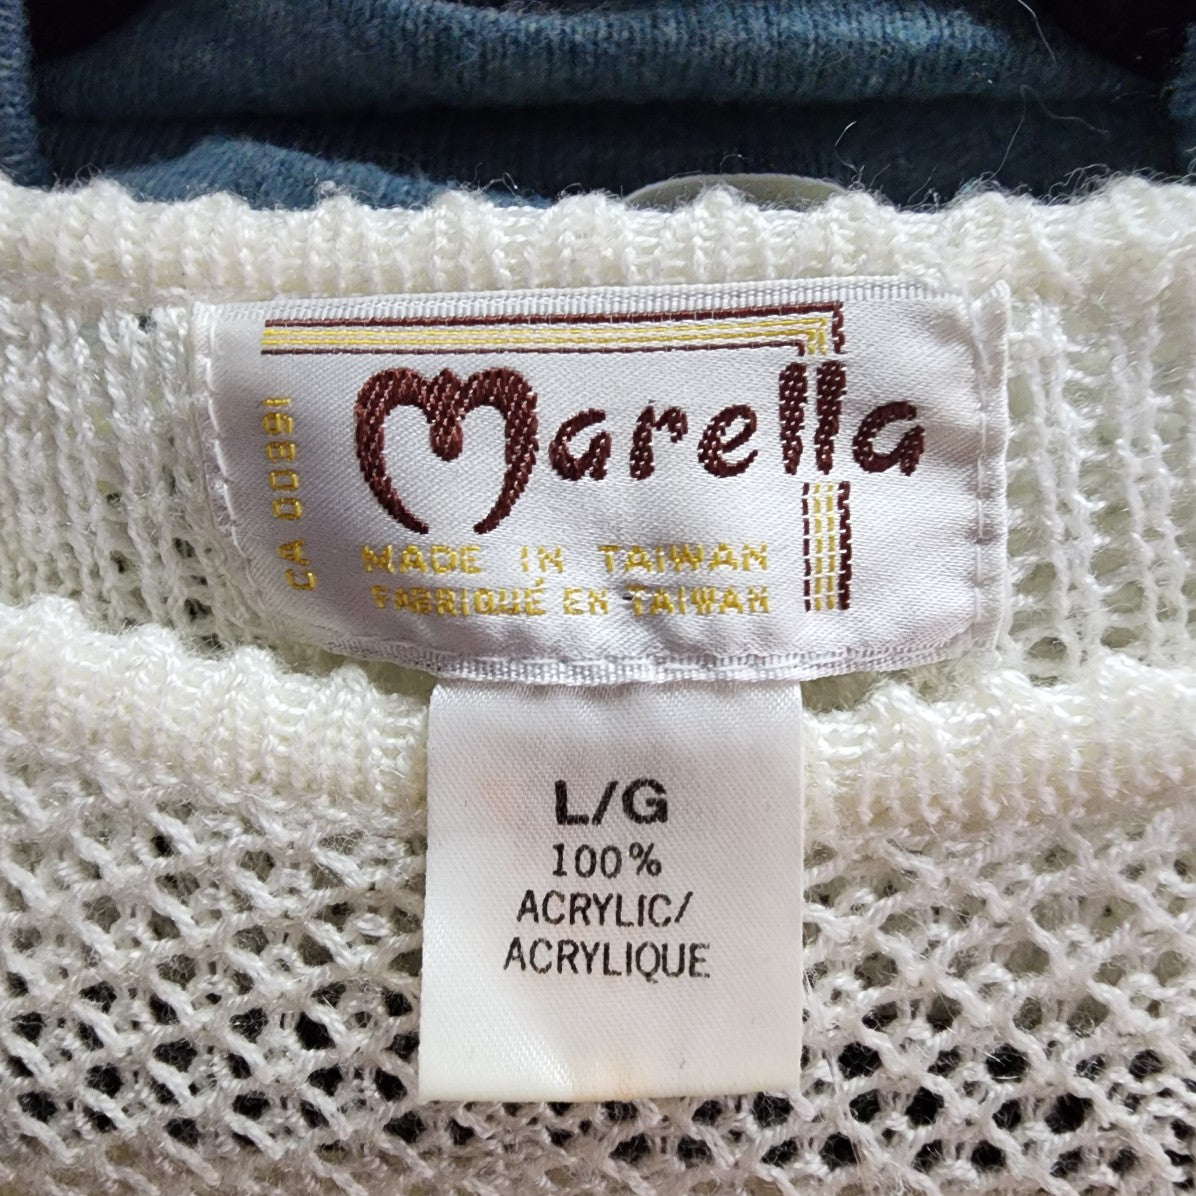 Marella
CA 00391
MADE IN TAIWAN
FABRIQUÉ EN TAIWAN
L/G
100%
ACRYLIC/
ACRYLIQUE